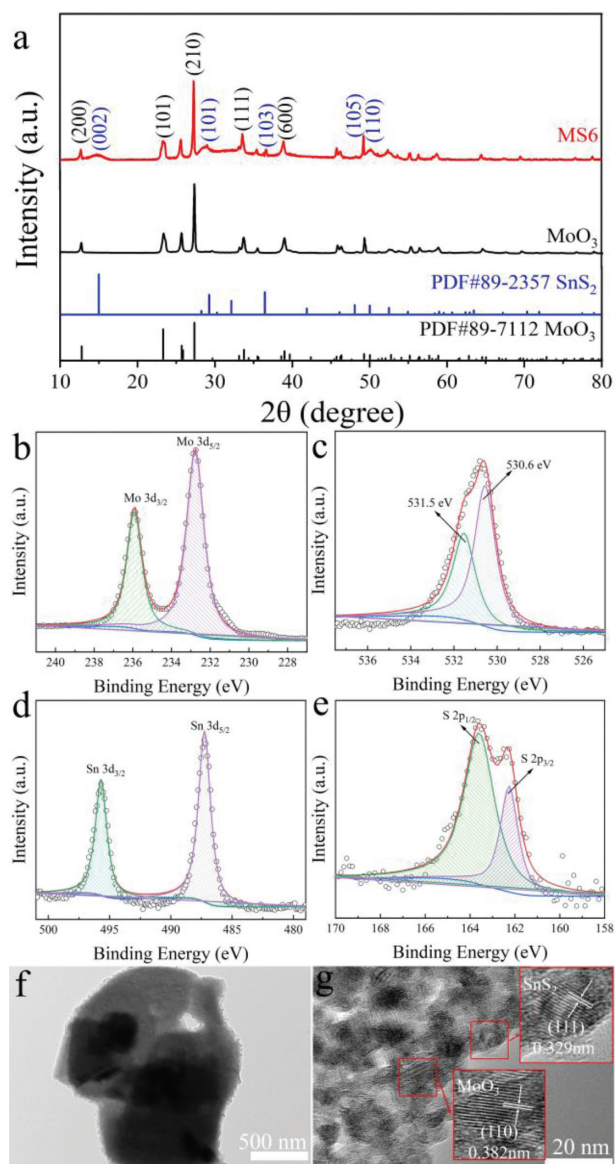 a
Intensity (a.u.)
(200)
(002)
(101)
(210)
(101)
(111)
(103)
(600)
(105)
(110)
MS6
MoO₃
PDF#89-2357 SnS₂
PDF#89-7112 MoO₃
10 20 30 40 50 60 70 80
2θ (degree)
b
Intensity (a.u.)
Mo 3d₃/₂
Mo 3d₅/₂
240 238 236 234 232 230 228
Binding Energy (eV)
c
Intensity (a.u.)
531.5 eV
530.6 eV
536 534 532 530 528 526
Binding Energy (eV)
d
Intensity (a.u.)
Sn 3d₃/₂
Sn 3d₅/₂
500 495 490 485 480
Binding Energy (eV)
e
Intensity (a.u.)
S 2p₁/₂
S 2p₃/₂
170 168 166 164 162 160 158
Binding Energy (eV)
f
500 nm
g
SnS₂
(111)
0.329nm
MoO₃
(110)
0.382nm
20 nm